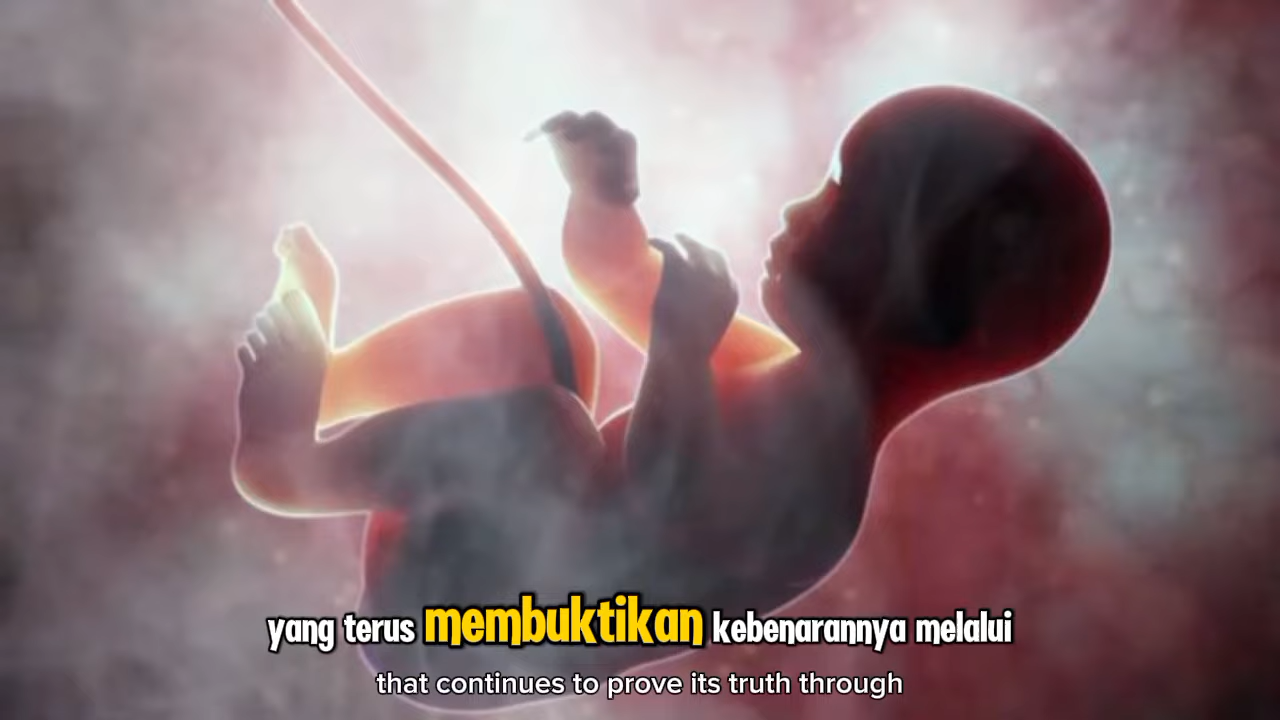 yang terus membuktikan kebenarannya melalui
that continues to prove its truth through